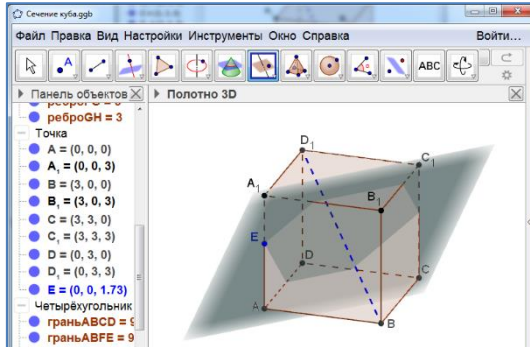 Сечение куба.ggb
Файл Правка Вид Настройки Инструменты Окно Справка Войти...
ABC
Панель объектов
Полотно 3D
реброGH = 3
Точка
A = (0, 0, 0)
A₁ = (0, 0, 3)
B = (3, 0, 0)
B₁ = (3, 0, 3)
C = (3, 3, 0)
C₁ = (3, 3, 3)
D = (0, 3, 0)
D₁ = (0, 3, 3)
E = (0, 0, 1.73)
Четырёхугольник
граньABCD = 9
граньABFE = 9
D₁
C₁
A₁
B₁
E
D
C
A
B